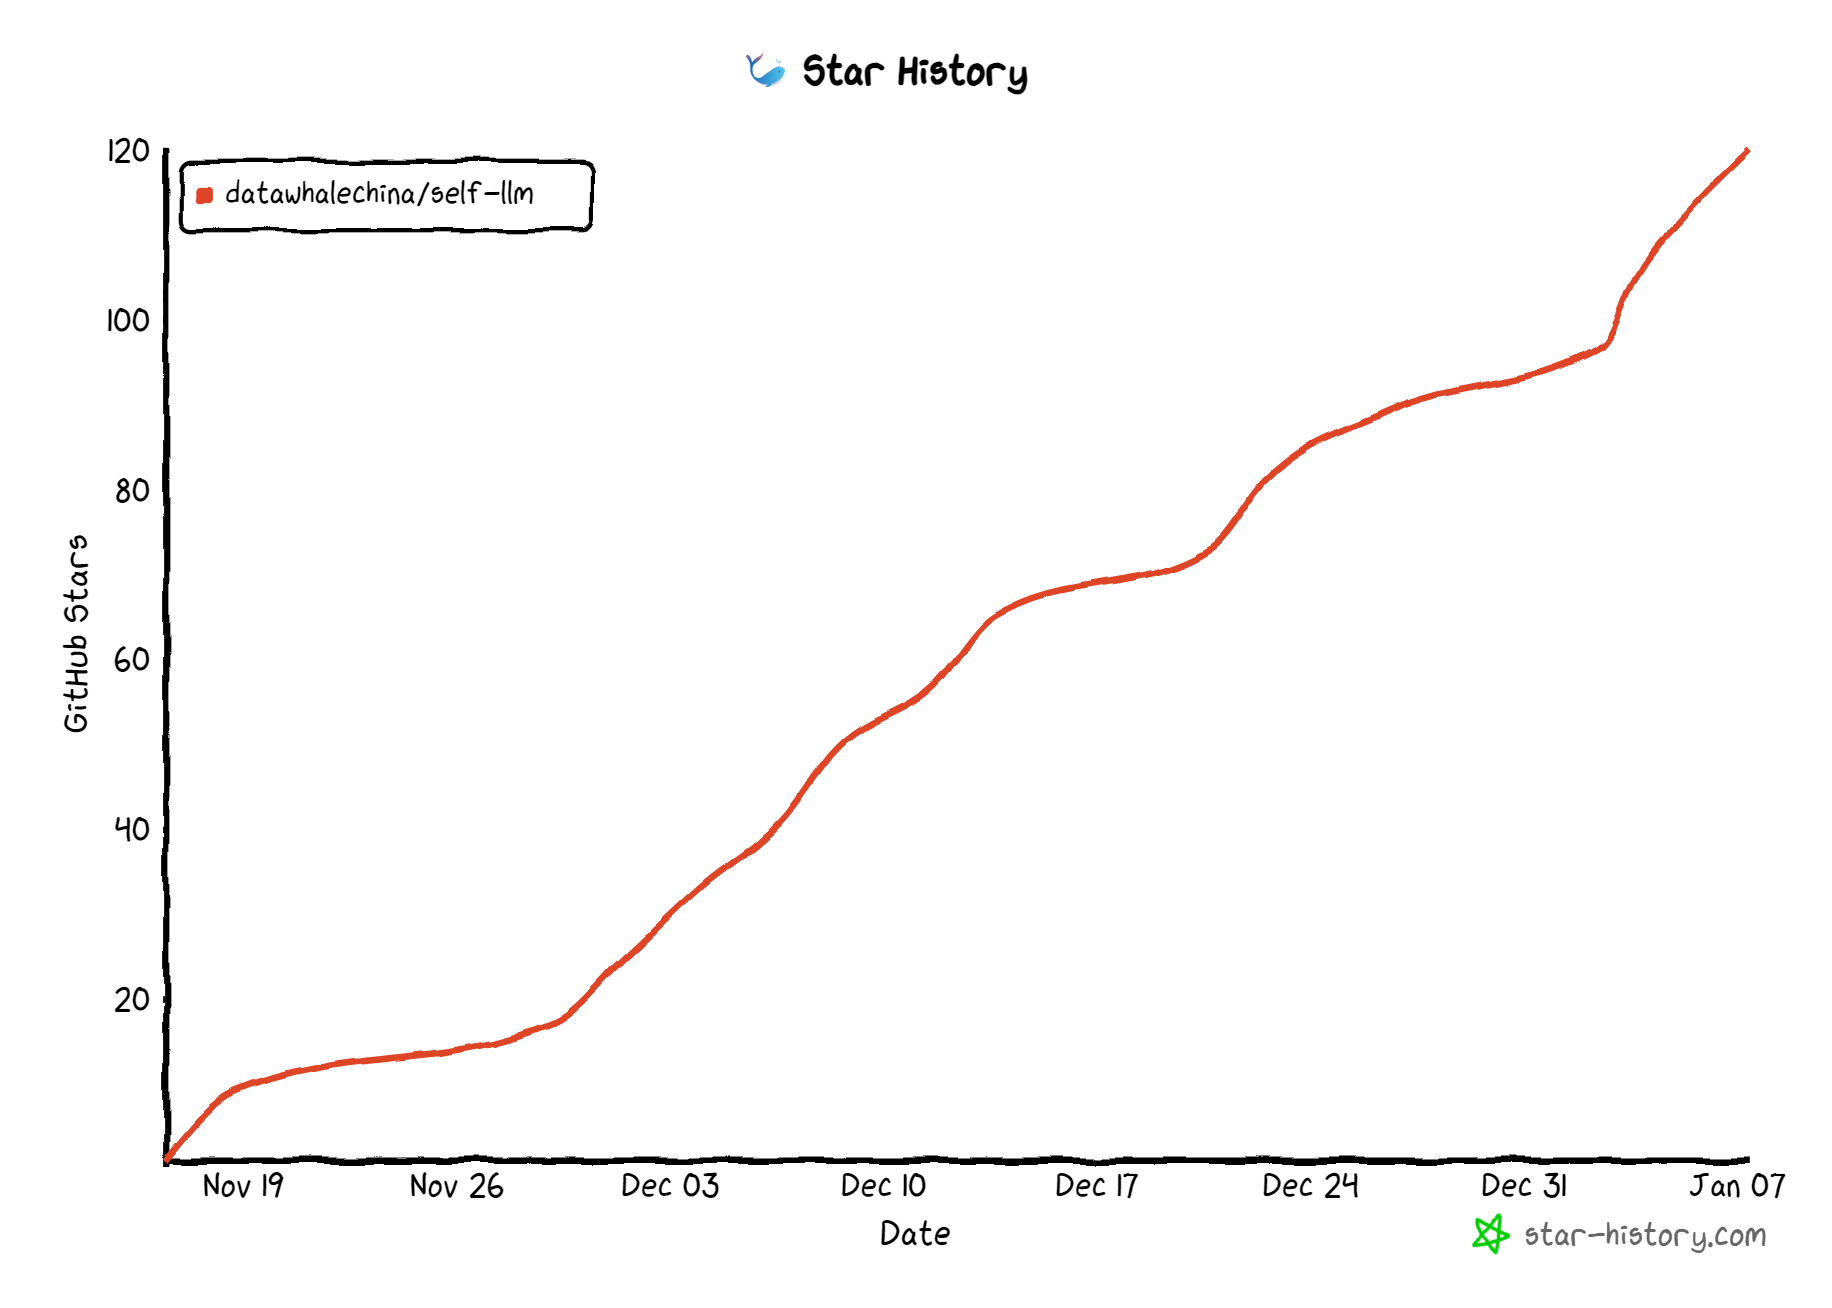 Star History
120
datawhalechina/self-llm
100
80
60
40
20
GitHub Stars
Nov 19 Nov 26 Dec 03 Dec 10 Dec 17 Dec 24 Dec 31 Jan 07
Date
star-history.com